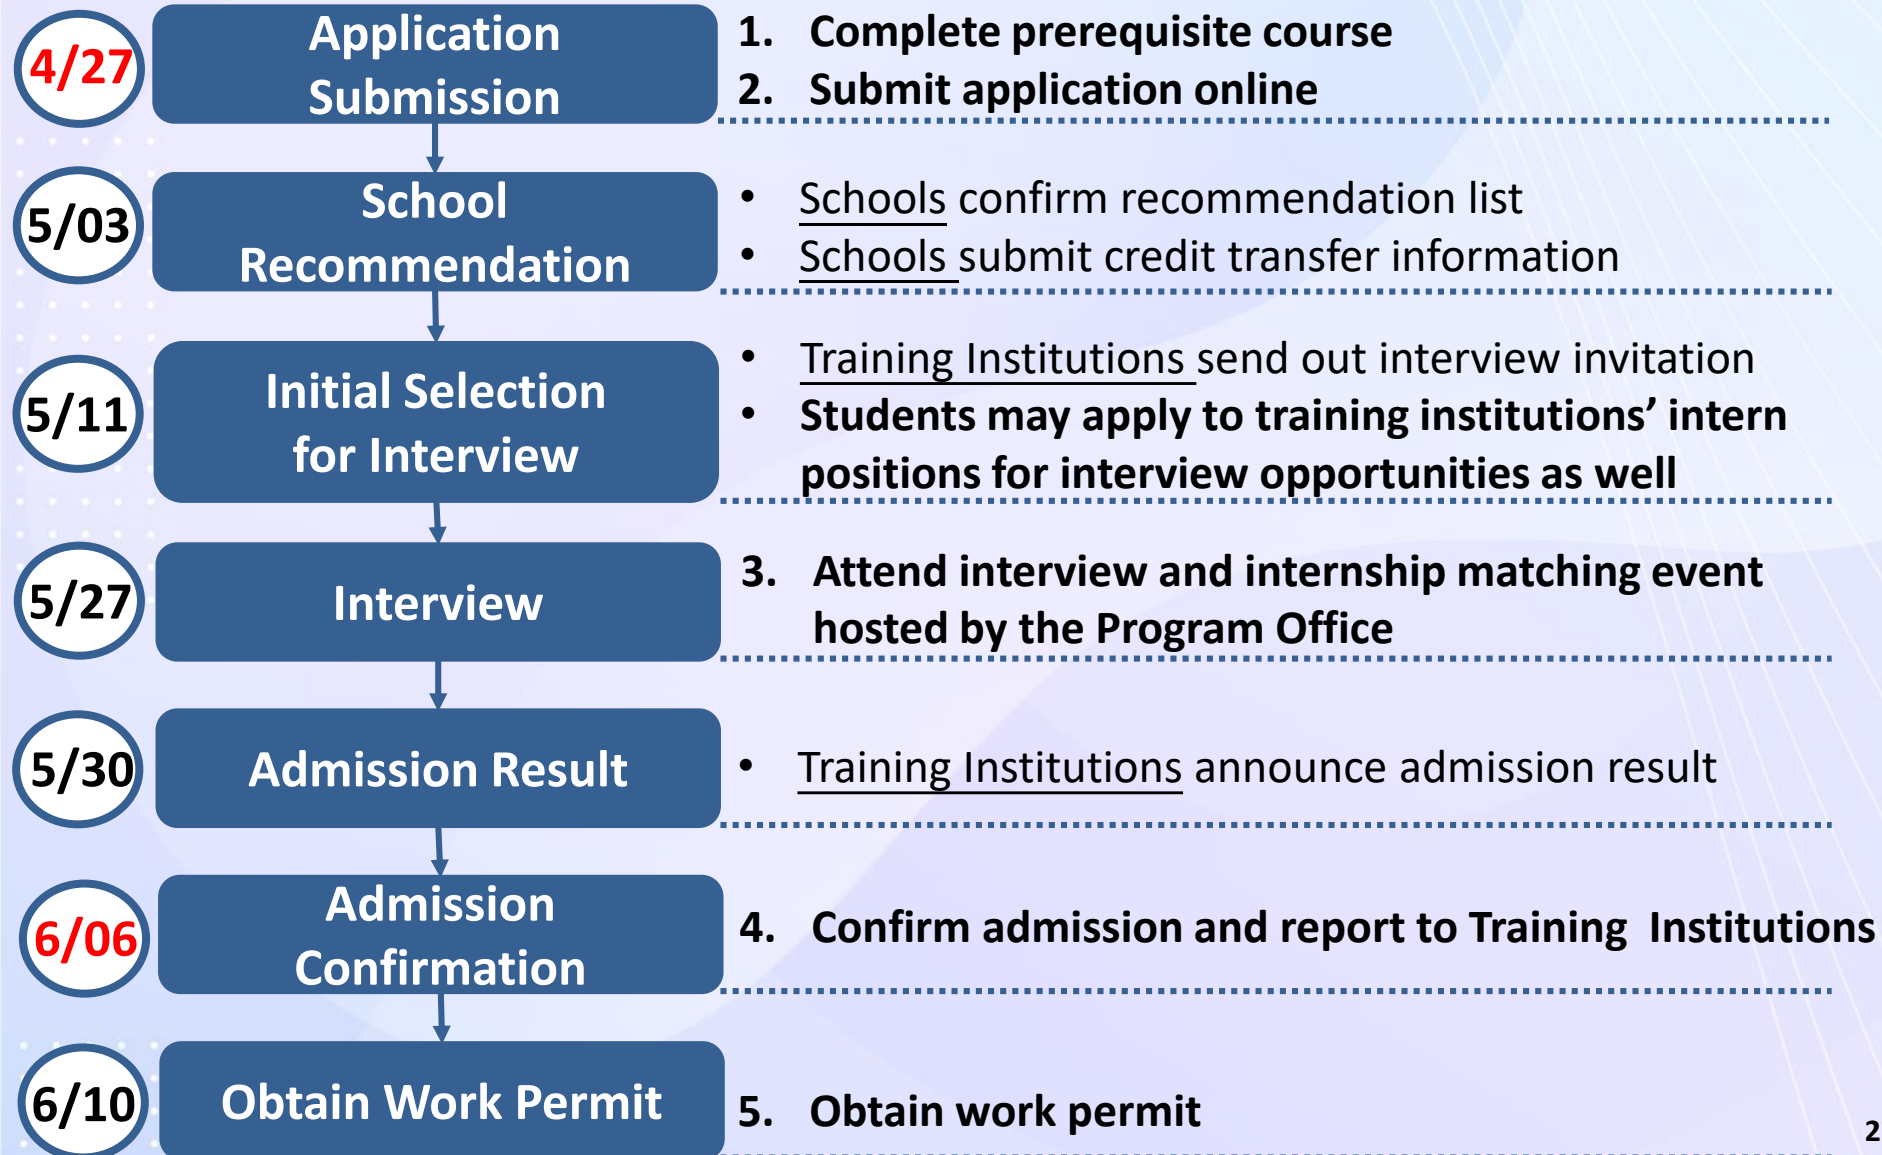 4/27
Application
Submission
1. Complete prerequisite course
2. Submit application online
5/03
School
Recommendation
• Schools confirm recommendation list
• Schools submit credit transfer information
5/11
Initial Selection
for Interview
• Training Institutions send out interview invitation
• Students may apply to training institutions’ intern
positions for interview opportunities as well
5/27
Interview
3. Attend interview and internship matching event
hosted by the Program Office
5/30
Admission Result
• Training Institutions announce admission result
6/06
Admission
Confirmation
4. Confirm admission and report to Training Institutions
6/10
Obtain Work Permit
5. Obtain work permit
2